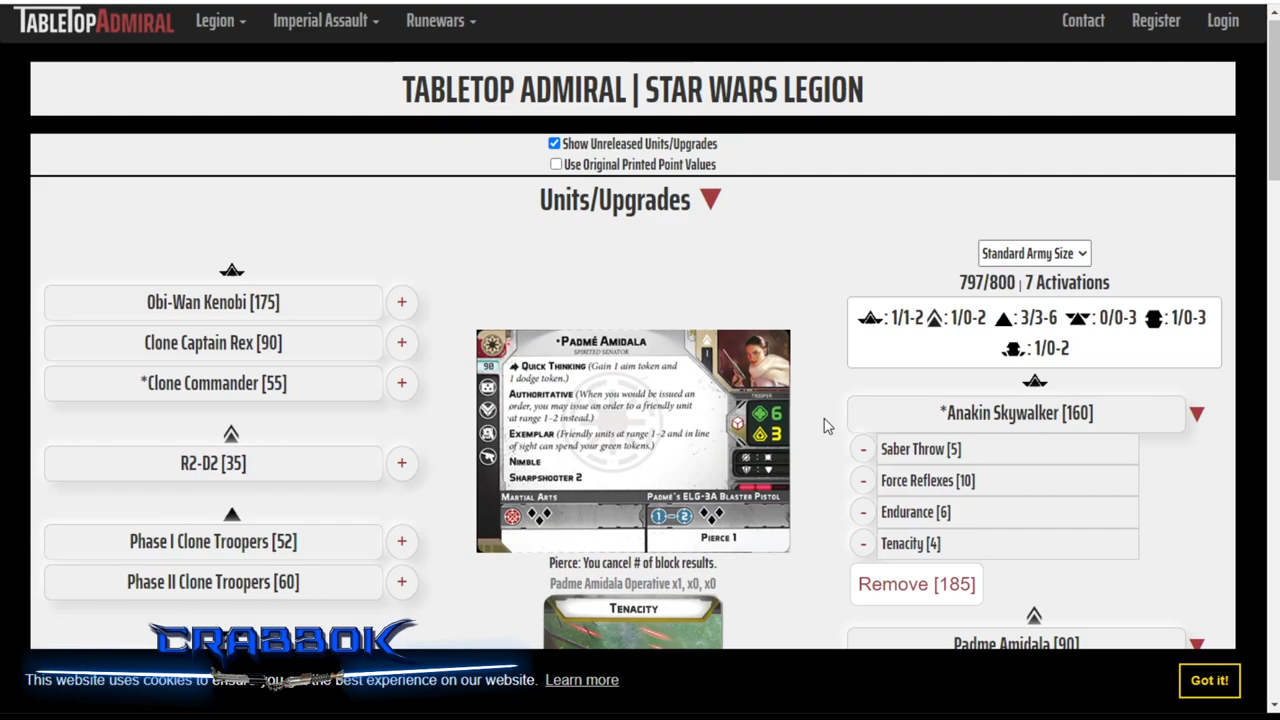 TABLETOPADMIRAL
Legion
Imperial Assault
Runewars
Contact
Register
Login
TABLETOP ADMIRAL | STAR WARS LEGION
Show Unreleased Units/Upgrades
Use Original Printed Point Values
Units/Upgrades
Obi-Wan Kenobi [175]
+
Clone Captain Rex [90]
+
*Clone Commander [55]
+
R2-D2 [35]
+
Phase I Clone Troopers [52]
+
Phase II Clone Troopers [60]
+
•PADMÉ AMIDALA
SPIRITED SENATOR
90
QUICK THINKING (Gain 1 aim token and
1 dodge token.)
AUTHORITATIVE (When you would be issued an
order, you may issue an order to a friendly unit
at range 1–2 instead.)
EXEMPLAR (Friendly units at range 1–2 and in line
of sight can spend your green tokens.)
NIMBLE
SHARPSHOOTER 2
TROOPER
6
3
MARTIAL ARTS
PADMÉ'S ELG-3A BLASTER PISTOL
1
2
PIERCE 1
Pierce: You cancel # of block results.
Padme Amidala Operative x1, x0, x0
TENACITY
Standard Army Size
797/800 | 7 Activations
: 1/1-2 : 1/0-2 : 3/3-6 : 0/0-3 : 1/0-3
: 1/0-2
*Anakin Skywalker [160]
- Saber Throw [5]
- Force Reflexes [10]
- Endurance [6]
- Tenacity [4]
Remove [185]
Padme Amidala [90]
CRABBOK
This website uses cookies to ensure you get the best experience on our website. Learn more
Got it!